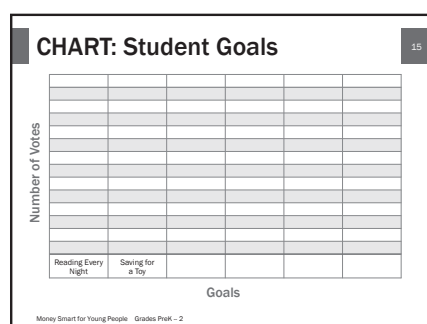 CHART: Student Goals
15
Number of Votes
Reading Every
Night
Saving for
a Toy
Goals
Money Smart for Young People Grades PreK – 2